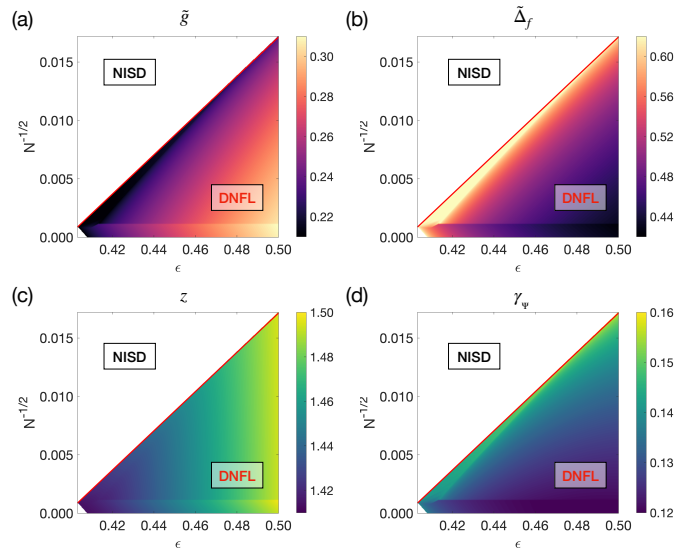 (a)
g̃
0.015
0.010
0.005
0.000
N⁻¹/²
NISD
DNFL
0.42 0.44 0.46 0.48 0.50
ϵ
0.30
0.28
0.26
0.24
0.22
(b)
Δ̃_f
0.015
0.010
0.005
0.000
N⁻¹/²
NISD
DNFL
0.42 0.44 0.46 0.48 0.50
ϵ
0.60
0.56
0.52
0.48
0.44
(c)
z
0.015
0.010
0.005
0.000
N⁻¹/²
NISD
DNFL
0.42 0.44 0.46 0.48 0.50
ϵ
1.50
1.48
1.46
1.44
1.42
(d)
γ_Ψ
0.015
0.010
0.005
0.000
N⁻¹/²
NISD
DNFL
0.42 0.44 0.46 0.48 0.50
ϵ
0.16
0.15
0.14
0.13
0.12